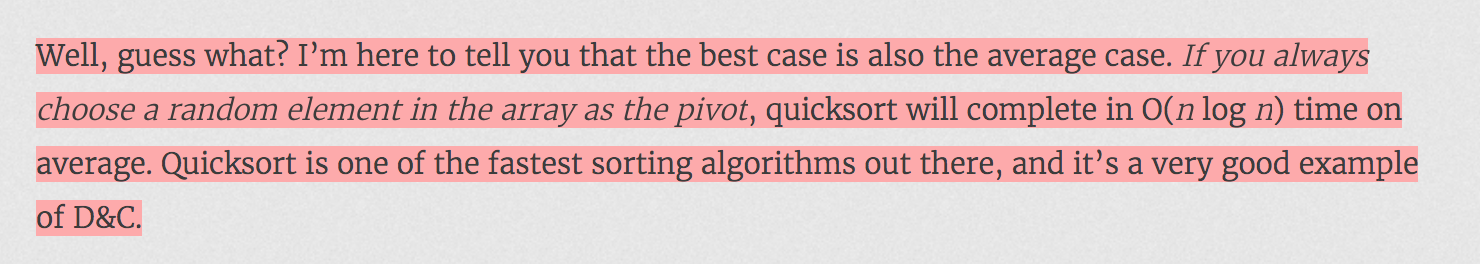 Well, guess what? I’m here to tell you that the best case is also the average case. If you always
choose a random element in the array as the pivot, quicksort will complete in O(n log n) time on
average. Quicksort is one of the fastest sorting algorithms out there, and it’s a very good example
of D&C.